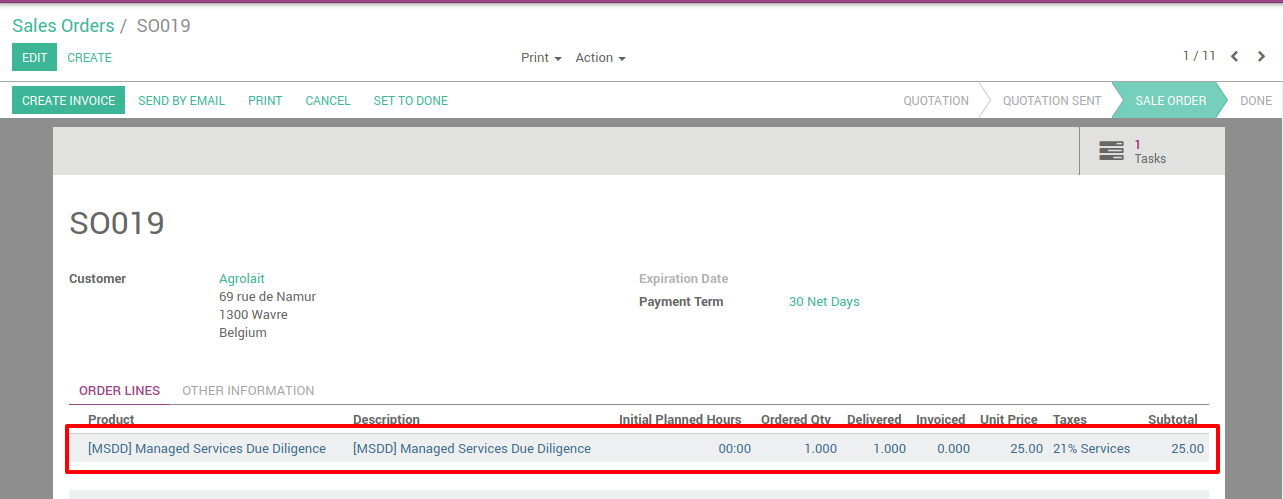 Sales Orders / SO019
EDIT CREATE Print Action 1 / 11
CREATE INVOICE SEND BY EMAIL PRINT CANCEL SET TO DONE QUOTATION QUOTATION SENT SALE ORDER DONE
1
Tasks
SO019
Customer Agrolait Expiration Date
69 rue de Namur Payment Term 30 Net Days
1300 Wavre
Belgium
ORDER LINES OTHER INFORMATION
Product Description Initial Planned Hours Ordered Qty Delivered Invoiced Unit Price Taxes Subtotal
[MSDD] Managed Services Due Diligence [MSDD] Managed Services Due Diligence 00:00 1.000 1.000 0.000 25.00 21% Services 25.00